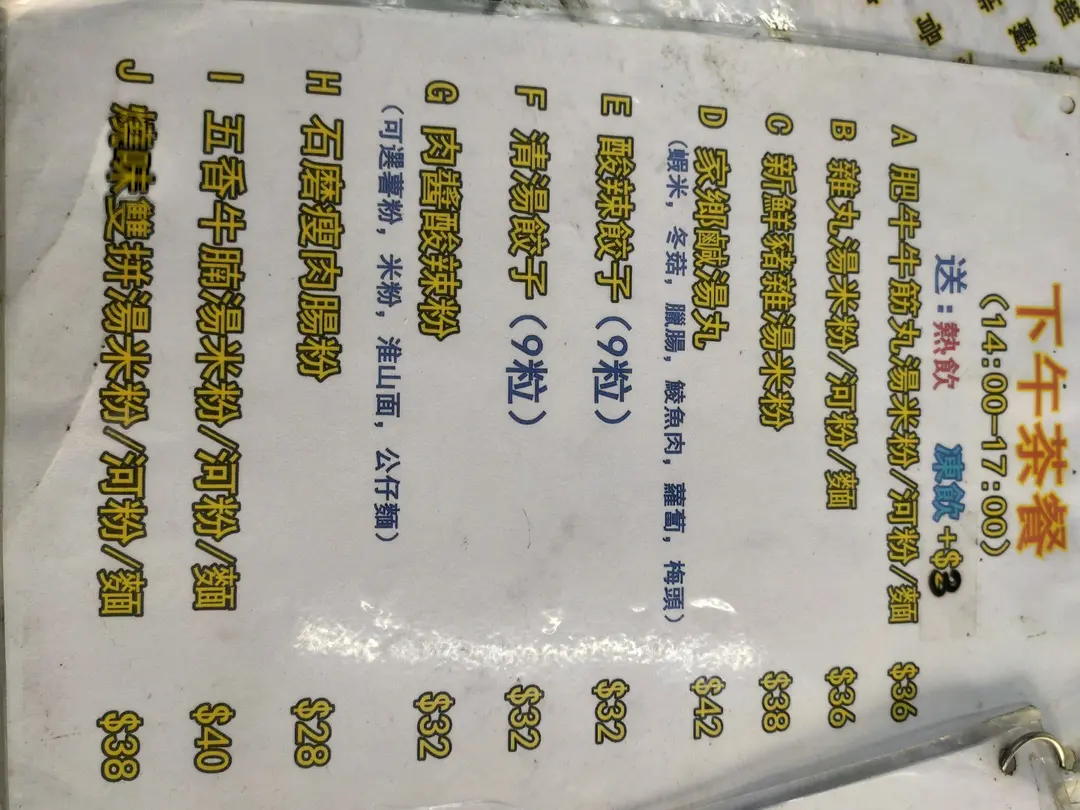 下午茶餐
(14:00-17:00)
送:熱飲 凍飲+$3
A 肥牛牛筋丸湯米粉/河粉/麵 $36
B 雜丸湯米粉/河粉/麵 $36
C 新鮮豬雜湯米粉 $38
D 家鄉鹹湯丸 $42
(蝦米，冬菇，臘腸，鯪魚肉，蘿蔔，梅頭)
E 酸辣餃子(9粒) $32
F 清湯餃子(9粒) $32
G 肉醬酸辣粉 $32
(可選薯粉，米粉，淮山面，公仔麵)
H 石磨瘦肉腸粉 $28
I 五香牛腩湯米粉/河粉/麵 $40
J 雙拼湯米粉/河粉/麵 $38